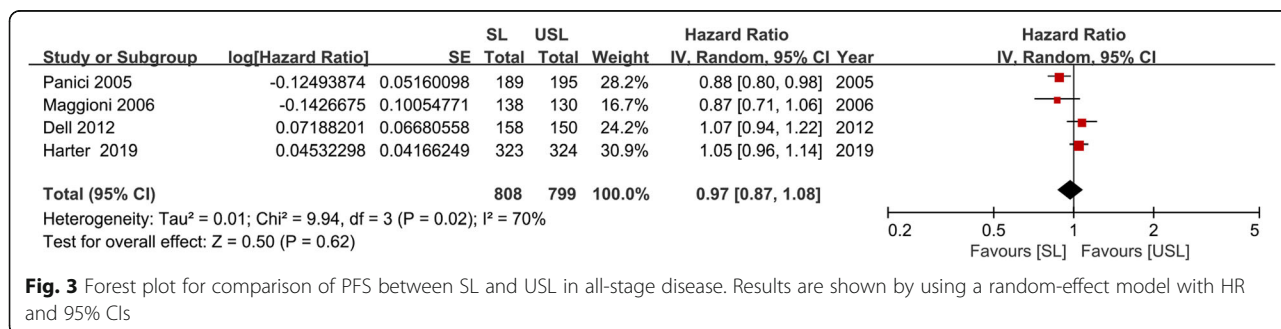 SL USL Hazard Ratio Hazard Ratio
Study or Subgroup log[Hazard Ratio] SE Total Total Weight IV, Random, 95% CI Year IV, Random, 95% CI
Panici 2005 -0.12493874 0.05160098 189 195 28.2% 0.88 [0.80, 0.98] 2005
Maggioni 2006 -0.1426675 0.10054771 138 130 16.7% 0.87 [0.71, 1.06] 2006
Dell 2012 0.07188201 0.06680558 158 150 24.2% 1.07 [0.94, 1.22] 2012
Harter 2019 0.04532298 0.04166249 323 324 30.9% 1.05 [0.96, 1.14] 2019
Total (95% CI) 808 799 100.0% 0.97 [0.87, 1.08]
Heterogeneity: Tau² = 0.01; Chi² = 9.94, df = 3 (P = 0.02); I² = 70%
Test for overall effect: Z = 0.50 (P = 0.62)
0.2 0.5 1 2 5
Favours [SL] Favours [USL]
Fig. 3 Forest plot for comparison of PFS between SL and USL in all-stage disease. Results are shown by using a random-effect model with HR
and 95% CIs